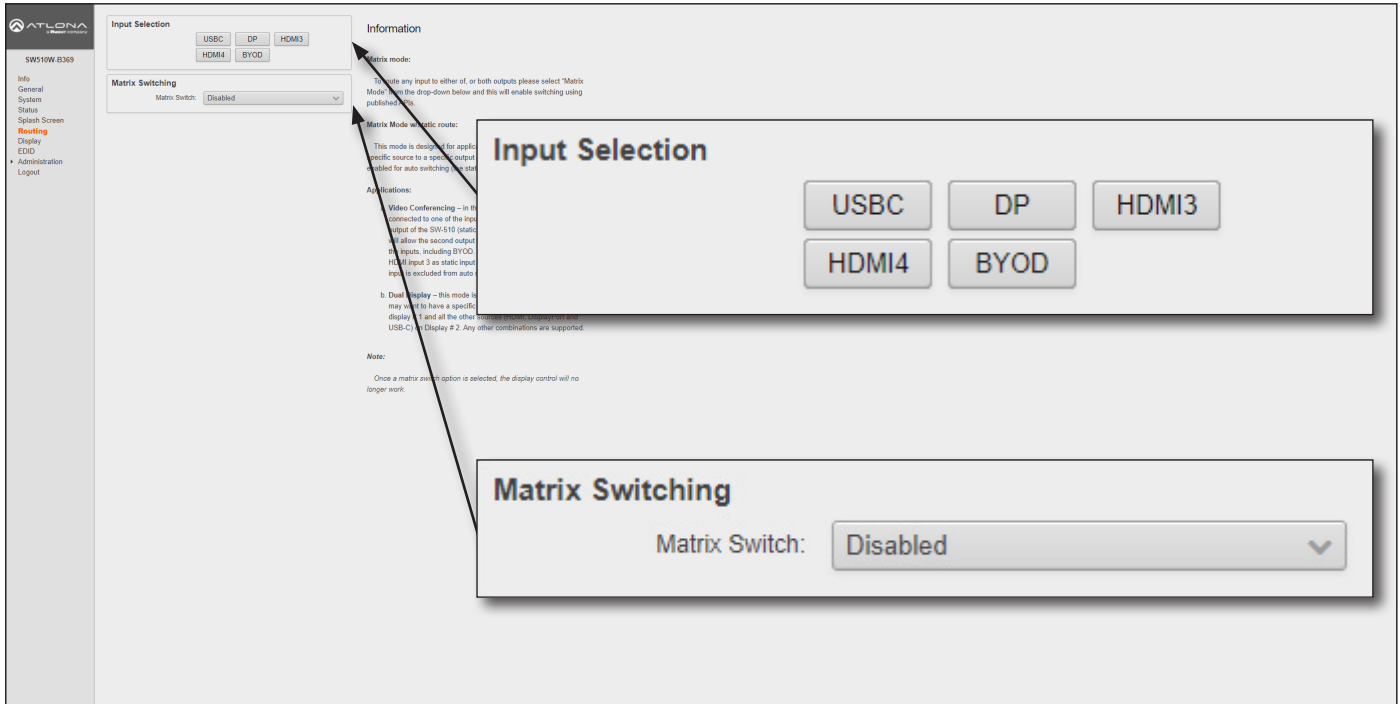 ATLONA
a Panduit company
SW510W-B369
Info
General
System
Status
Splash Screen
Routing
Display
EDID
Administration
Logout
Input Selection
USBC DP HDMI3
HDMI4 BYOD
Matrix Switching
Matrix Switch: Disabled
Information
Matrix mode:
To route any input to either of, or both outputs please select "Matrix
Mode" from the drop-down below and this will enable switching using
published APIs.
Matrix Mode w/static route:
This mode is designed for applic
specific source to a specific output
enabled for auto switching (the stat
Applications:
Video Conferencing – in th
connected to one of the inpu
output of the SW-510 (static
will allow the second output
the inputs, including BYOD.
HDMI input 3 as static input
input is excluded from auto
b. Dual Display – this mode is
may want to have a specific
display # 1 and all the other sources (HDMI, DisplayPort and
USB-C) on Display # 2. Any other combinations are supported.
Note:
Once a matrix switch option is selected, the display control will no
longer work.
Input Selection
USBC DP HDMI3
HDMI4 BYOD
Matrix Switching
Matrix Switch: Disabled